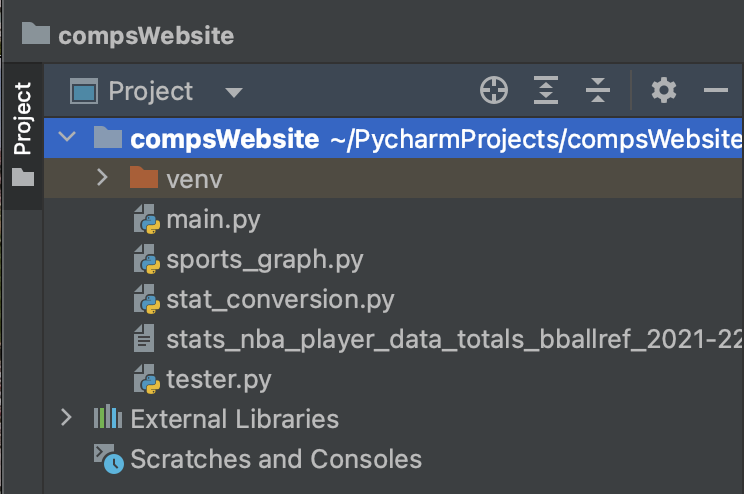 compsWebsite
Project
Project
compsWebsite ~/PycharmProjects/compsWebsite
venv
main.py
sports_graph.py
stat_conversion.py
stats_nba_player_data_totals_bballref_2021-22
tester.py
External Libraries
Scratches and Consoles